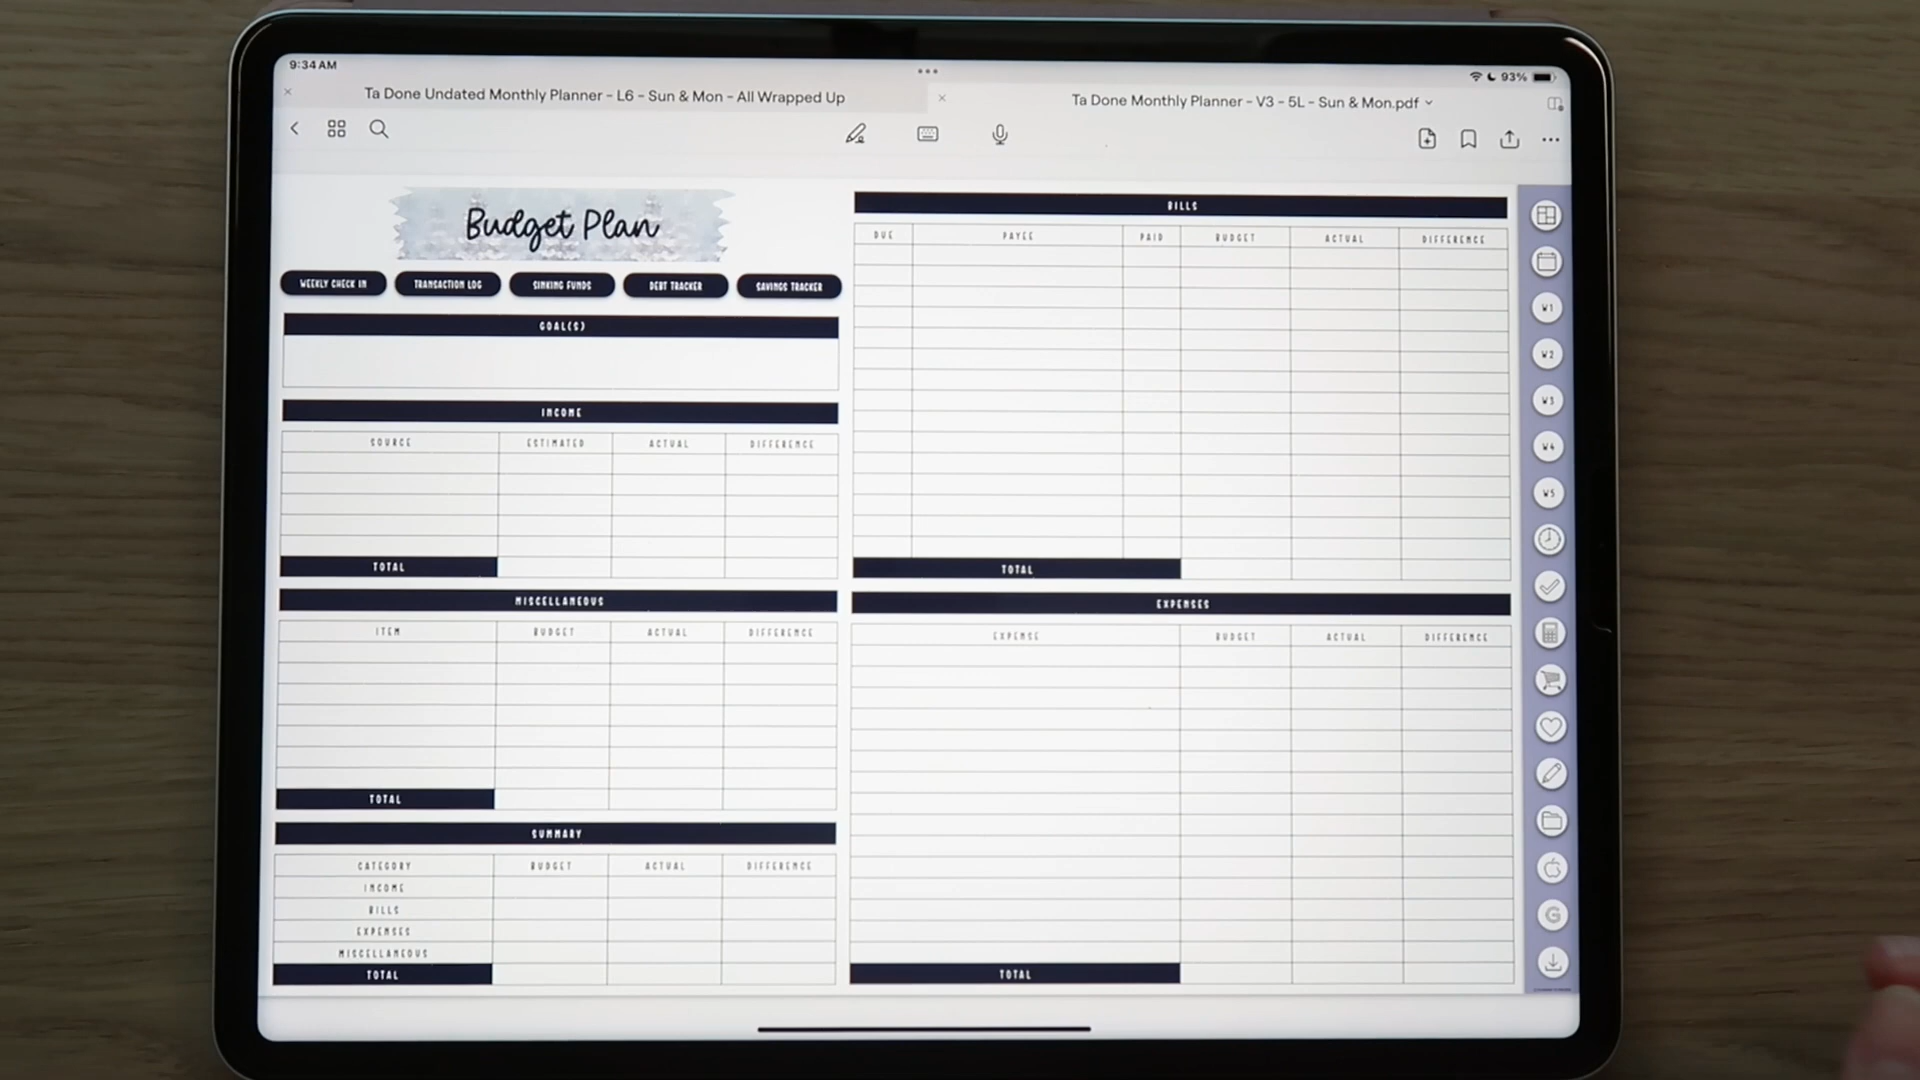 9:34 AM
93%
Ta Done Undated Monthly Planner - L6 - Sun & Mon - All Wrapped Up
Ta Done Monthly Planner - V3 - 5L - Sun & Mon.pdf
Budget Plan
WEEKLY CHECK IN
TRANSACTION LOG
SINKING FUNDS
DEBT TRACKER
SAVINGS TRACKER
GOAL(S)
INCOME
SOURCE ESTIMATED ACTUAL DIFFERENCE
TOTAL
MISCELLANEOUS
ITEM BUDGET ACTUAL DIFFERENCE
TOTAL
SUMMARY
CATEGORY BUDGET ACTUAL DIFFERENCE
INCOME
BILLS
EXPENSES
MISCELLANEOUS
TOTAL
BILLS
DUE PAYEE PAID BUDGET ACTUAL DIFFERENCE
TOTAL
EXPENSES
EXPENSE BUDGET ACTUAL DIFFERENCE
TOTAL
W1
W2
W3
W4
W5
G